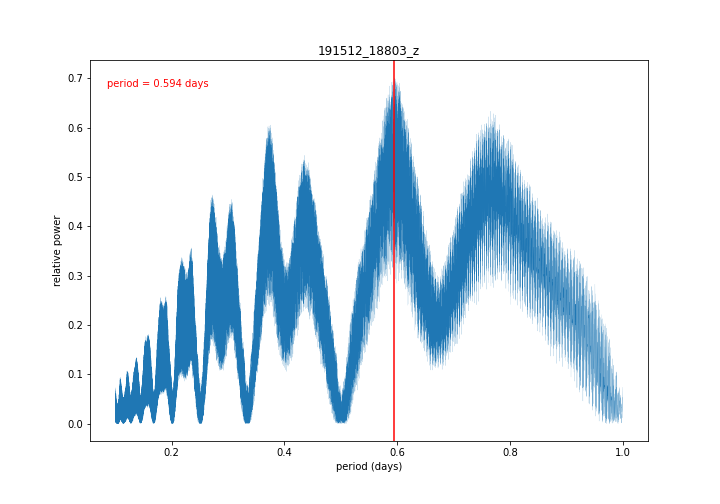 191512_18803_z
period = 0.594 days
relative power
0.7
0.6
0.5
0.4
0.3
0.2
0.1
0.0
0.2 0.4 0.6 0.8 1.0
period (days)